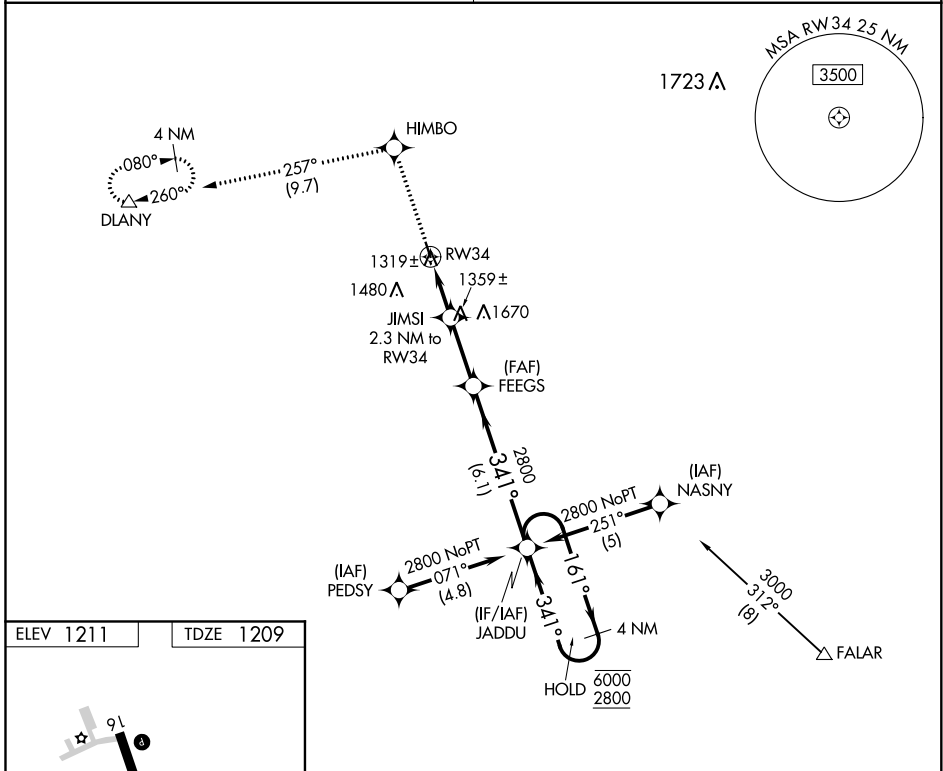 MSA RW34 25 NM
3500
1723
HIMBO
4 NM
080°
260°
257°
(9.7)
DLANY
1319±
RW34
1359±
1480
1670
JIMSI
2.3 NM to
RW34
(FAF)
FEEGS
2800
341°
(6.1)
(IAF)
NASNY
2800 NoPT
251°
(5)
2800 NoPT
071°
(4.8)
(IAF)
PEDSY
161°
(IF/IAF)
JADDU
341°
4 NM
HOLD
6000
2800
3000
312°
(8)
FALAR
ELEV 1211
TDZE 1209
16
P